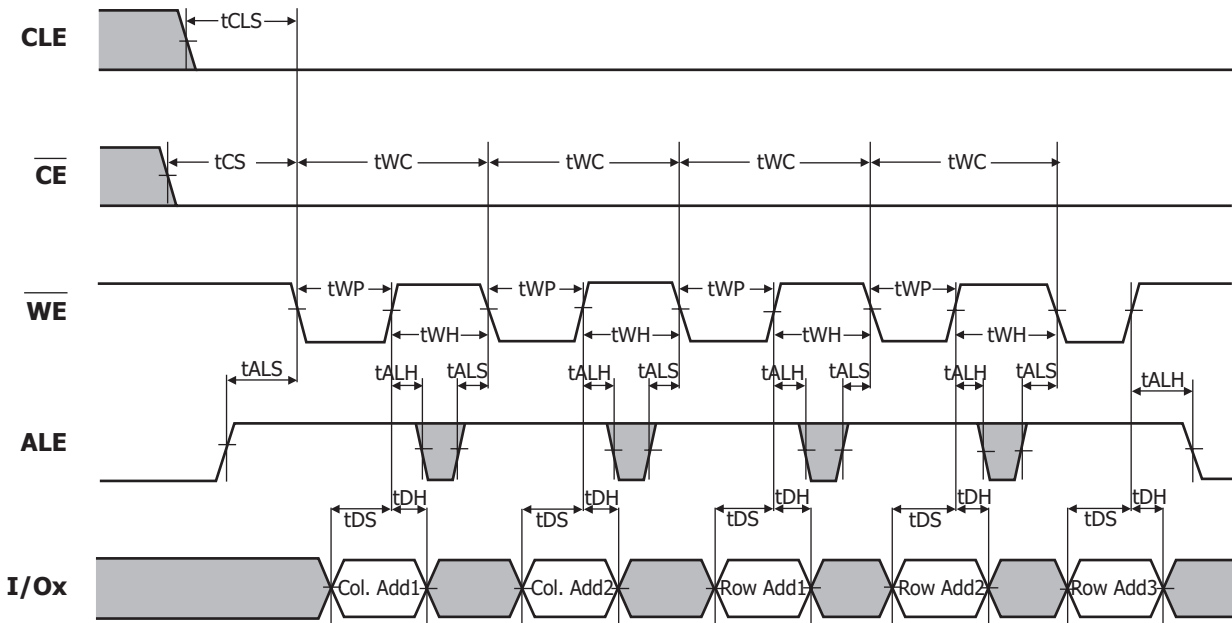 CLE
tCLS
CE
tCS
tWC
tWC
tWC
tWC
WE
tWP
tWP
tWP
tWP
tWH
tWH
tWH
tWH
tALS
tALH
tALS
tALH
tALS
tALH
tALS
tALH
tALS
tALH
ALE
tDH
tDH
tDH
tDH
tDH
tDS
tDS
tDS
tDS
tDS
I/Ox
Col. Add1
Col. Add2
Row Add1
Row Add2
Row Add3